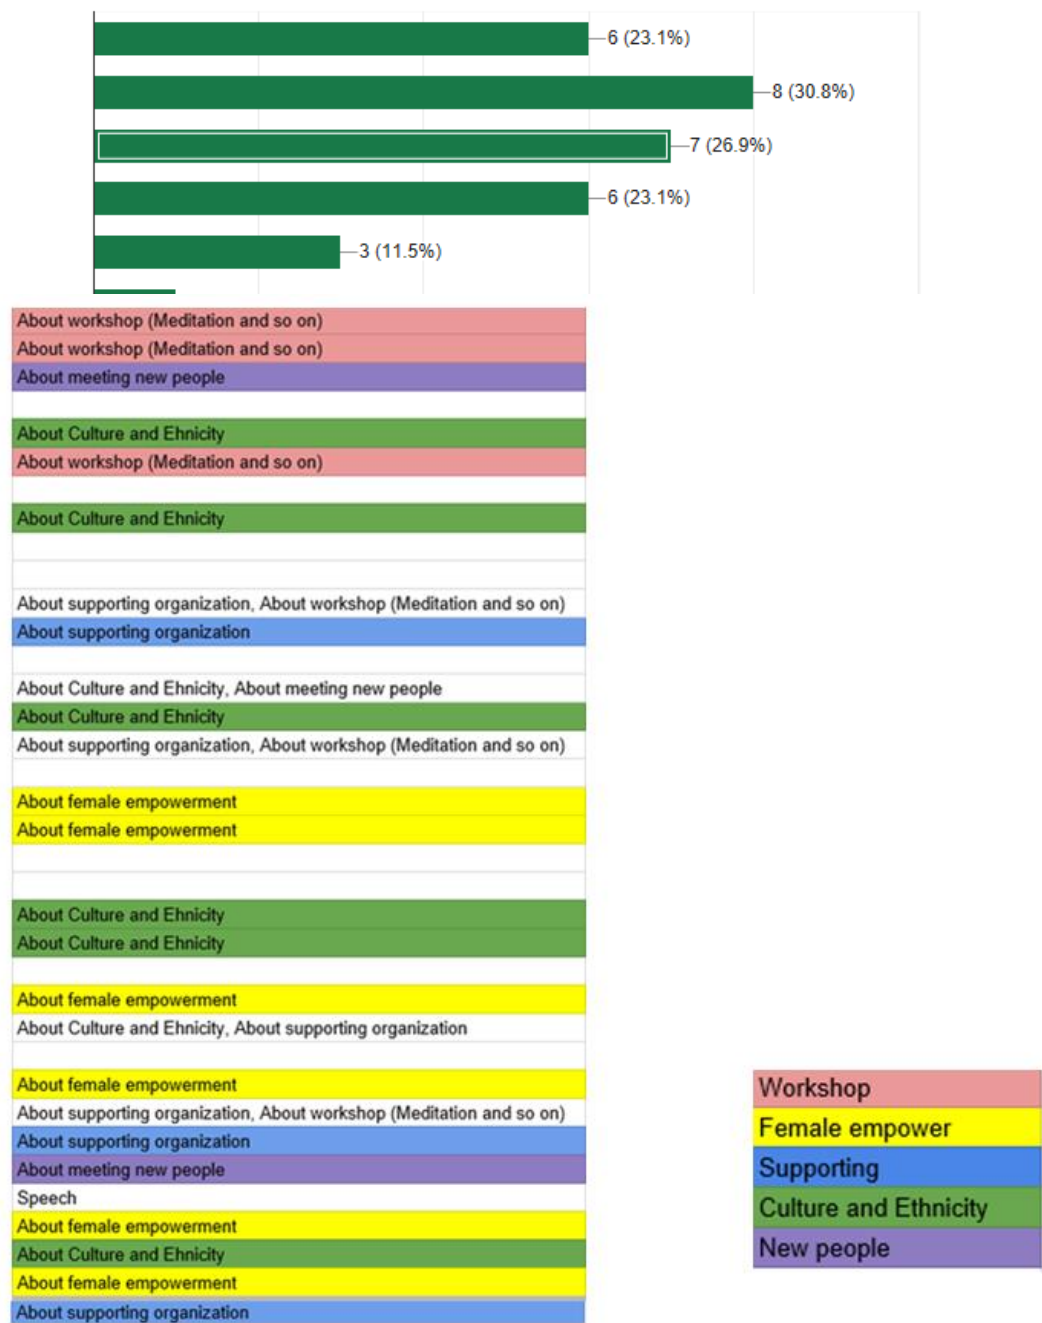 6 (23.1%)
8 (30.8%)
7 (26.9%)
6 (23.1%)
3 (11.5%)
About workshop (Meditation and so on)
About workshop (Meditation and so on)
About meeting new people
About Culture and Ehnicity
About workshop (Meditation and so on)
About Culture and Ehnicity
About supporting organization, About workshop (Meditation and so on)
About supporting organization
About Culture and Ehnicity, About meeting new people
About Culture and Ehnicity
About supporting organization, About workshop (Meditation and so on)
About female empowerment
About female empowerment
About Culture and Ehnicity
About Culture and Ehnicity
About female empowerment
About Culture and Ehnicity, About supporting organization
About female empowerment
About supporting organization, About workshop (Meditation and so on)
About supporting organization
About meeting new people
Speech
About female empowerment
About Culture and Ehnicity
About female empowerment
About supporting organization
Workshop
Female empower
Supporting
Culture and Ethnicity
New people